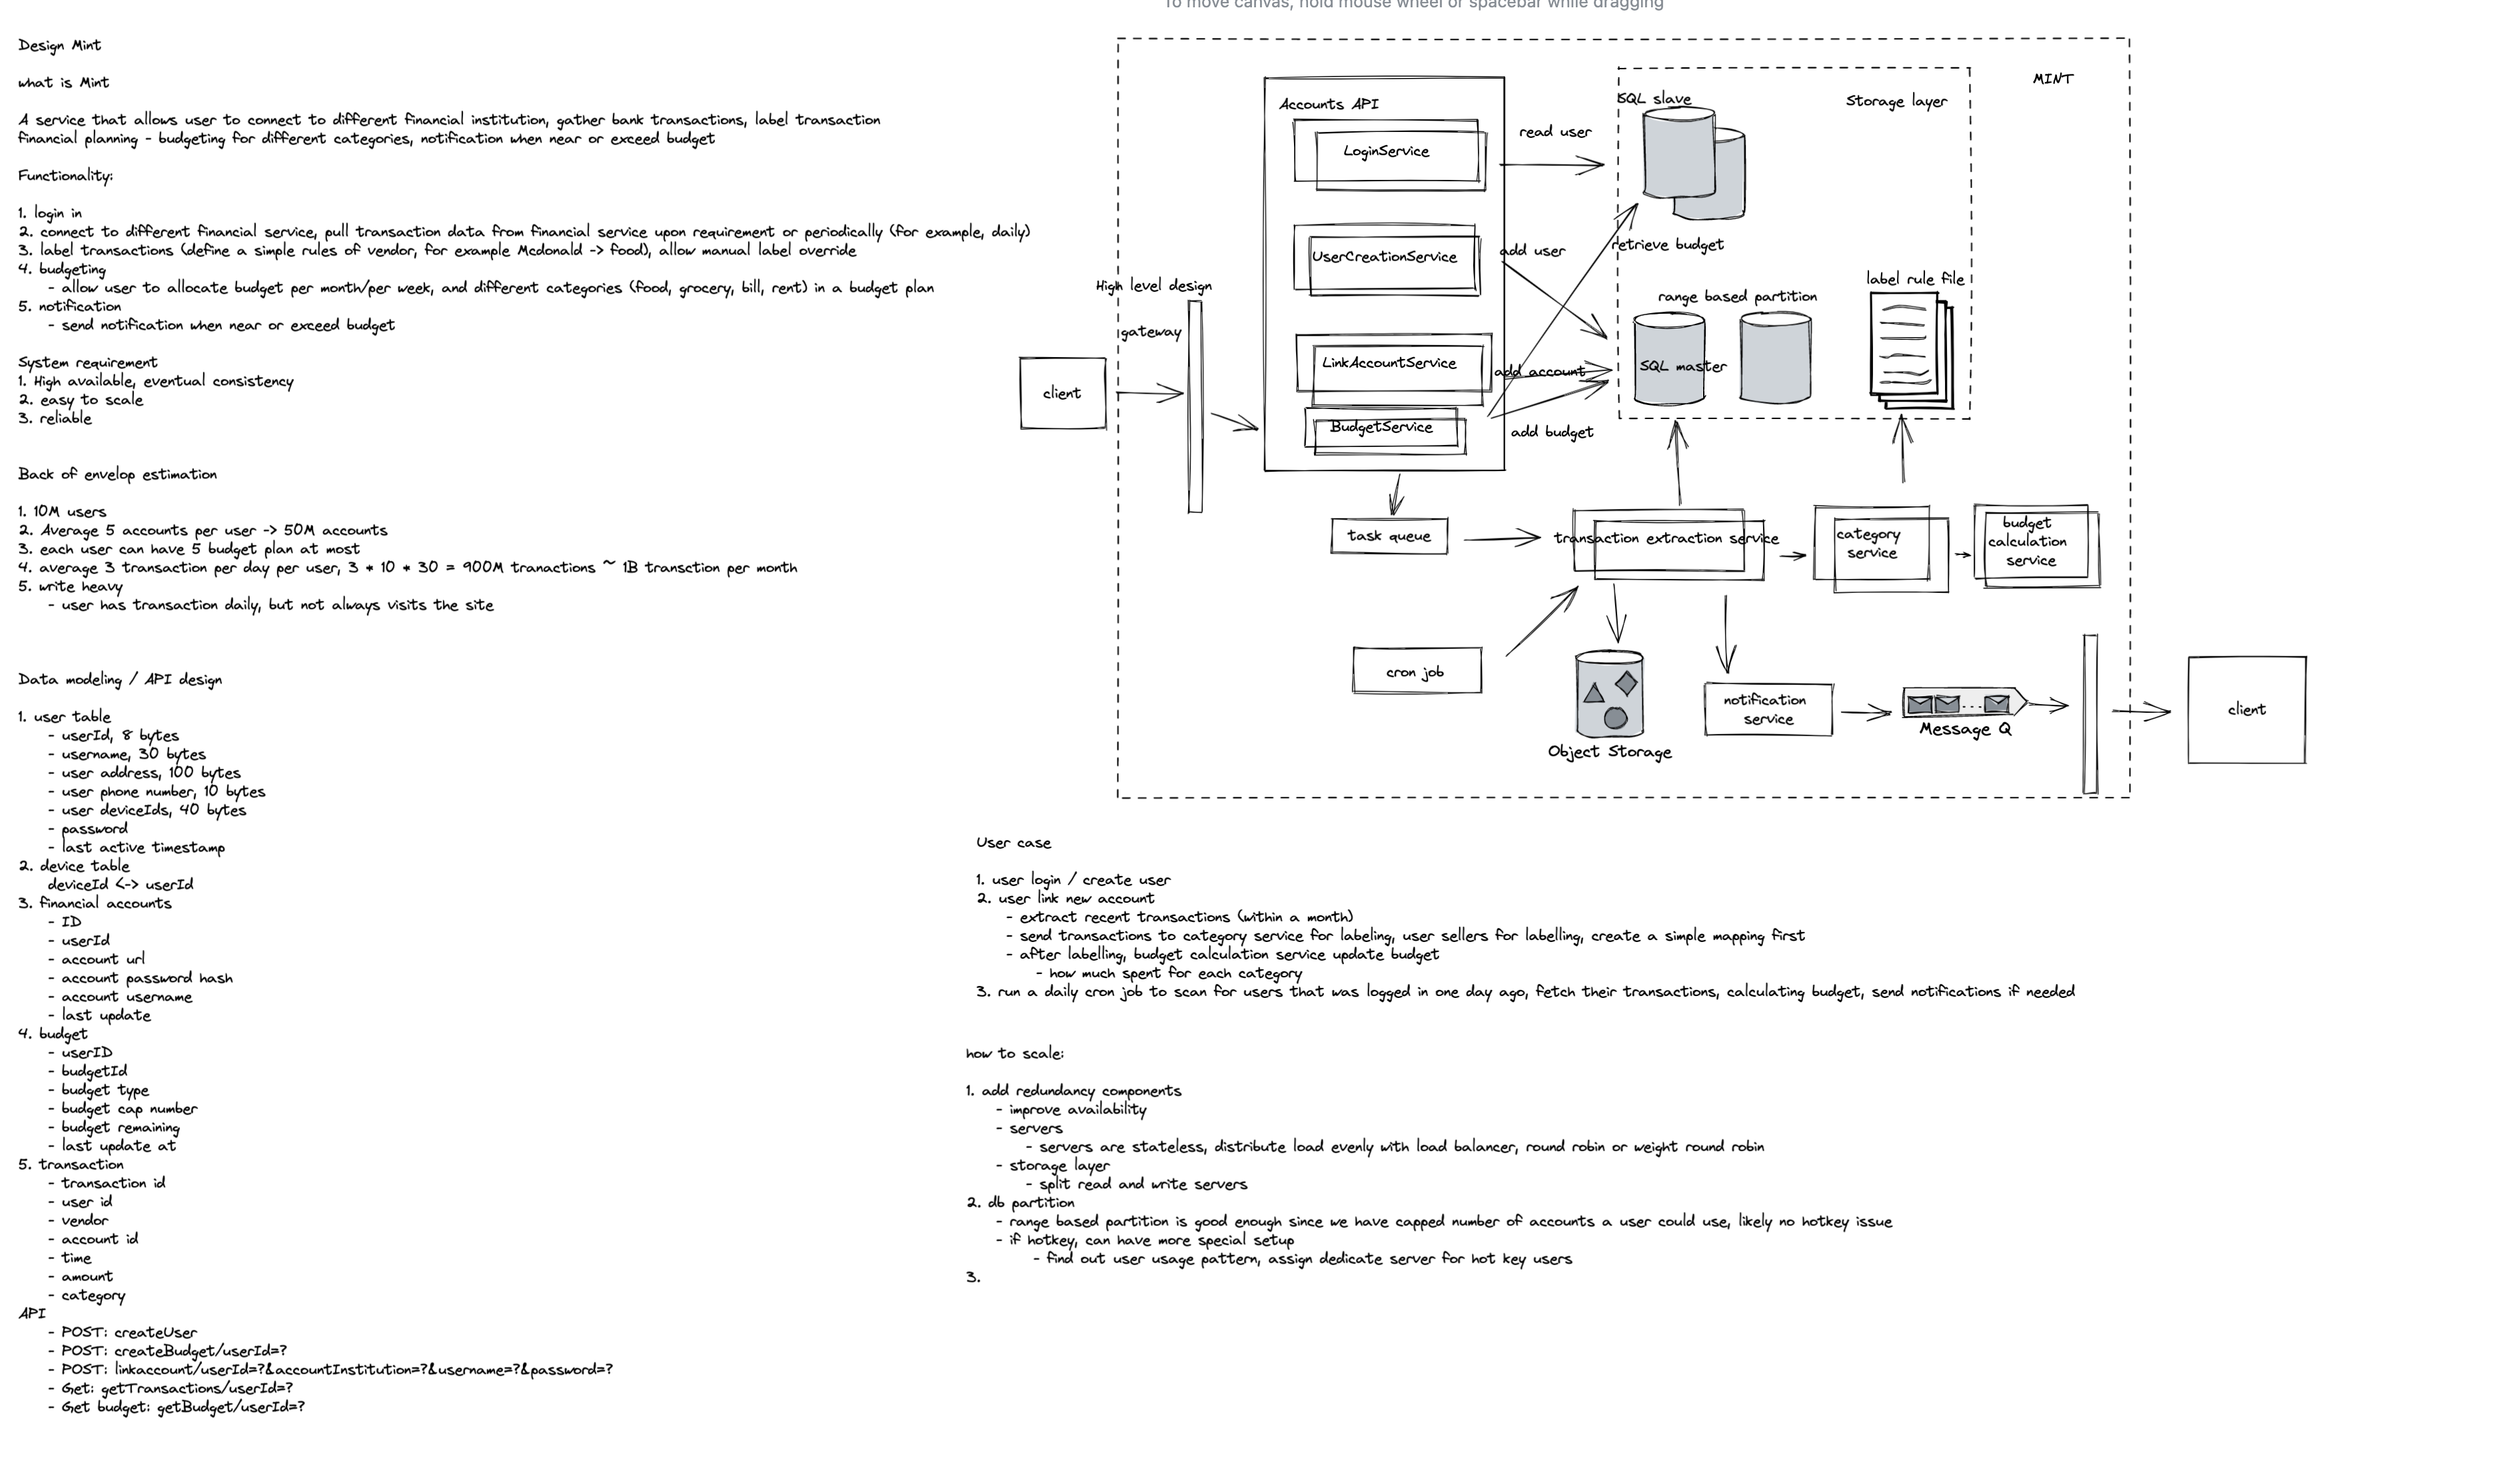 To move canvas, hold mouse wheel or spacebar while dragging
Design Mint
what is Mint
A service that allows user to connect to different financial institution, gather bank transactions, label transaction
financial planning - budgeting for different categories, notification when near or exceed budget
Functionality:
1. login in
2. connect to different financial service, pull transaction data from financial service upon requirement or periodically (for example, daily)
3. label transactions (define a simple rules of vendor, for example Mcdonald -> food), allow manual label override
4. budgeting
- allow user to allocate budget per month/per week, and different categories (food, grocery, bill, rent) in a budget plan
5. notification
- send notification when near or exceed budget
System requirement
1. High available, eventual consistency
2. easy to scale
3. reliable
Back of envelop estimation
1. 10M users
2. Average 5 accounts per user -> 50M accounts
3. each user can have 5 budget plan at most
4. average 3 transaction per day per user, 3 * 10 * 30 = 900M tranactions ~ 1B transction per month
5. write heavy
- user has transaction daily, but not always visits the site
Data modeling / API design
1. user table
- userId, 8 bytes
- username, 30 bytes
- user address, 100 bytes
- user phone number, 10 bytes
- user deviceIds, 40 bytes
- password
- last active timestamp
2. device table
deviceId <-> userId
3. financial accounts
- ID
- userId
- account url
- account password hash
- account username
- last update
4. budget
- userID
- budgetId
- budget type
- budget cap number
- budget remaining
- last update at
5. transaction
- transaction id
- user id
- vendor
- account id
- time
- amount
- category
API
- POST: createUser
- POST: createBudget/userId=?
- POST: linkaccount/userId=?&accountInstitution=?&username=?&password=?
- Get: getTransactions/userId=?
- Get budget: getBudget/userId=?
High level design
client
gateway
MINT
Accounts API
LoginService
UserCreationService
LinkAccountService
BudgetService
read user
add user
retrieve budget
add account
add budget
SQL slave
Storage layer
range based partition
label rule file
SQL master
task queue
transaction extraction service
category
service
budget
calculation
service
cron job
Object Storage
notification
service
Message Q
client
User case
1. user login / create user
2. user link new account
- extract recent transactions (within a month)
- send transactions to category service for labeling, user sellers for labelling, create a simple mapping first
- after labelling, budget calculation service update budget
- how much spent for each category
3. run a daily cron job to scan for users that was logged in one day ago, fetch their transactions, calculating budget, send notifications if needed
how to scale:
1. add redundancy components
- improve availability
- servers
- servers are stateless, distribute load evenly with load balancer, round robin or weight round robin
- storage layer
- split read and write servers
2. db partition
- range based partition is good enough since we have capped number of accounts a user could use, likely no hotkey issue
- if hotkey, can have more special setup
- find out user usage pattern, assign dedicate server for hot key users
3.